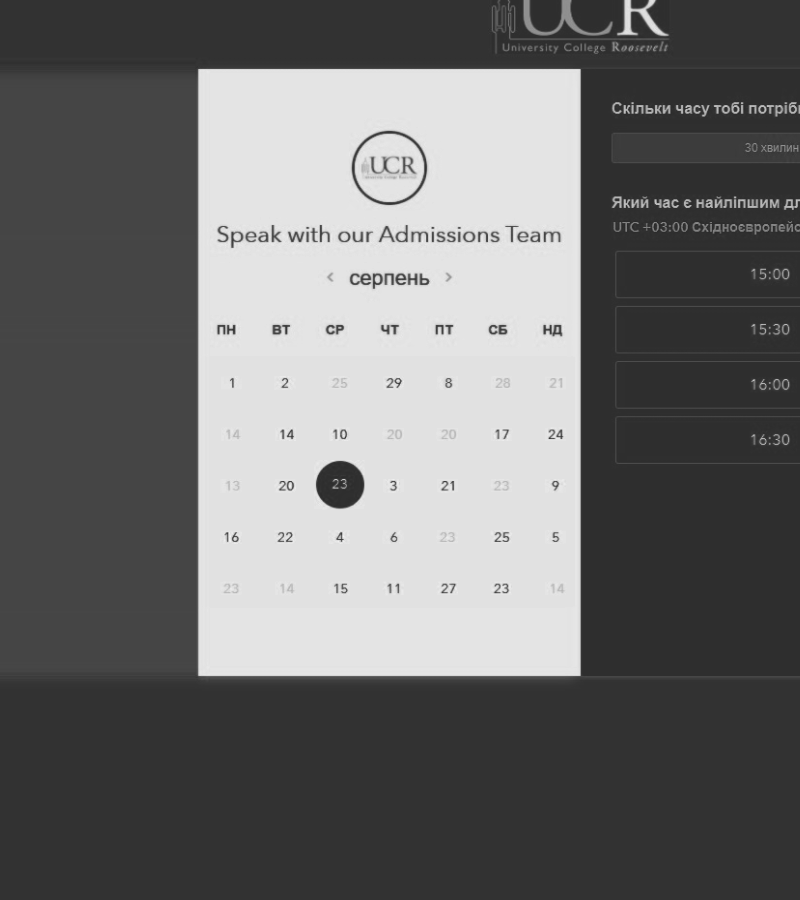 UCR
University College Roosevelt
UCR
Speak with our Admissions Team
‹ серпень ›
ПН ВТ СР ЧТ ПТ СБ НД
1 2 25 29 8 28 21
14 14 10 20 20 17 24
13 20 23 3 21 23 9
16 22 4 6 23 25 5
23 14 15 11 27 23 14
Скільки часу тобі потріб
30 хвилин
Який час є найліпшим дл
UTC +03:00 Східноєвропейс
15:00
15:30
16:00
16:30